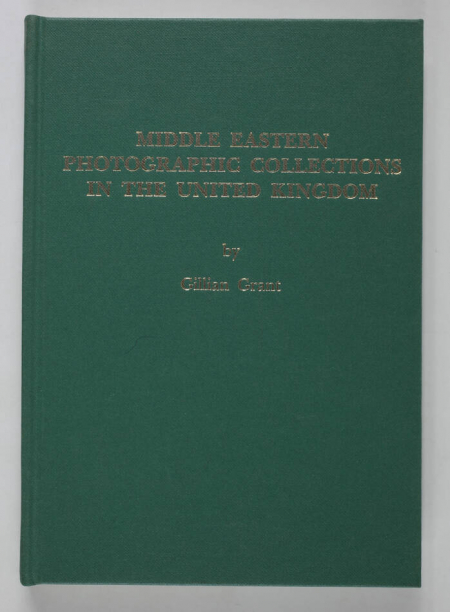 MIDDLE EASTERN
PHOTOGRAPHIC COLLECTIONS
IN THE UNITED KINGDOM
by
Gillian Grant